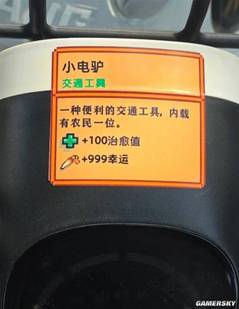 小电驴
交通工具
一种便利的交通工具, 内载
有农民一位。
+100治愈值
+999幸运
GAMERSKY